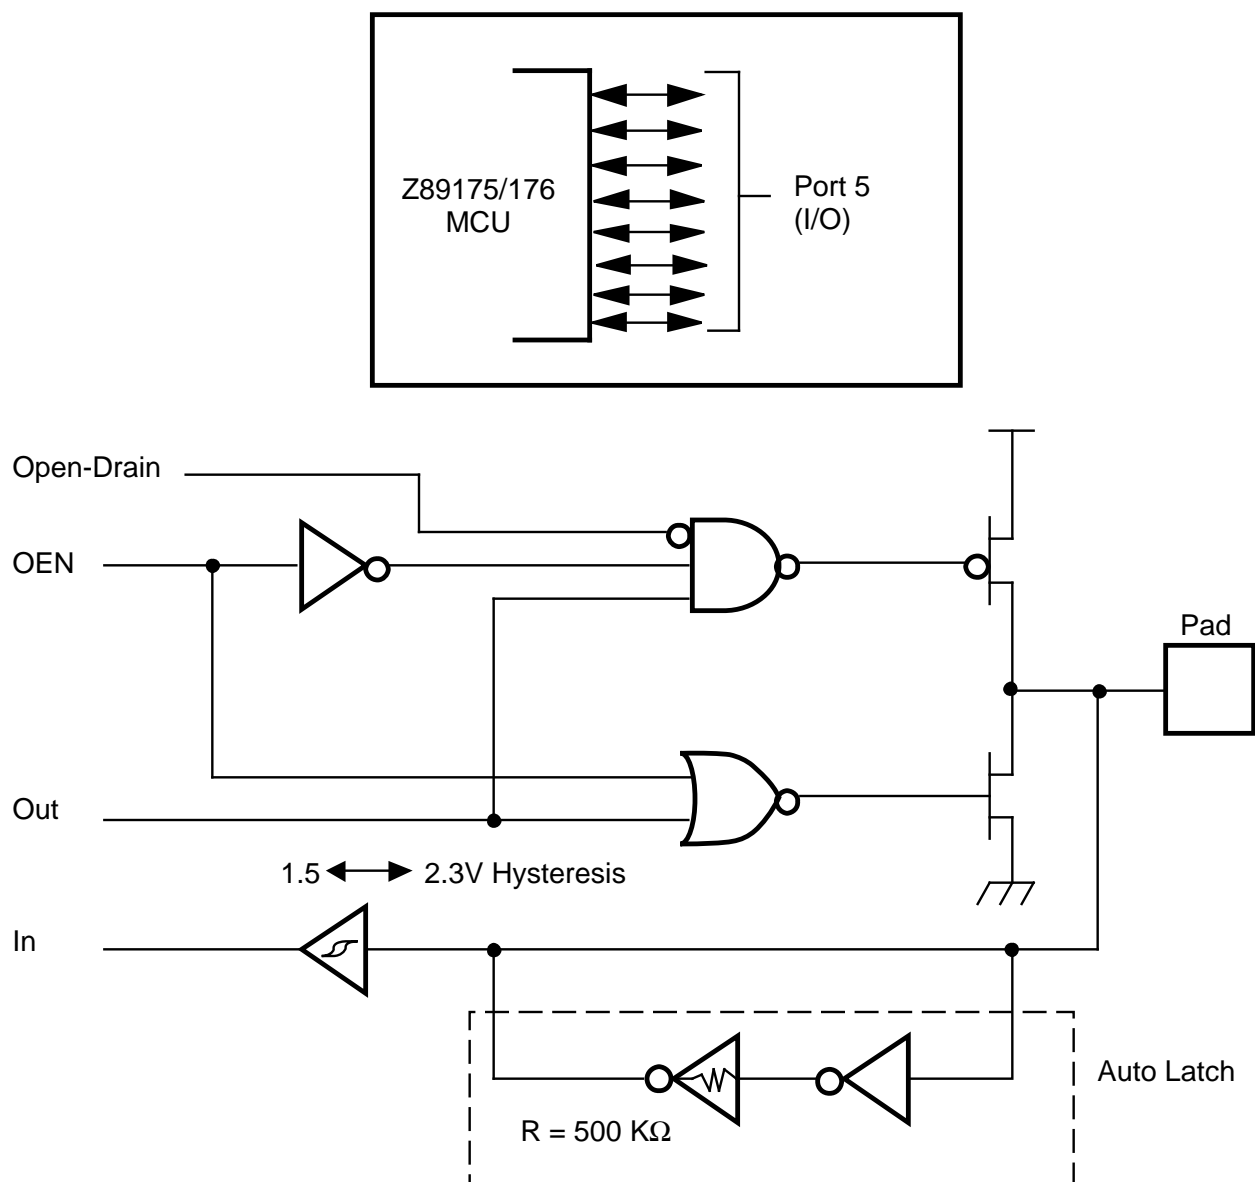 Z89175/176
MCU
Port 5
(I/O)
Open-Drain
OEN
Pad
Out
1.5 2.3V Hysteresis
In
Auto Latch
R = 500 KΩ